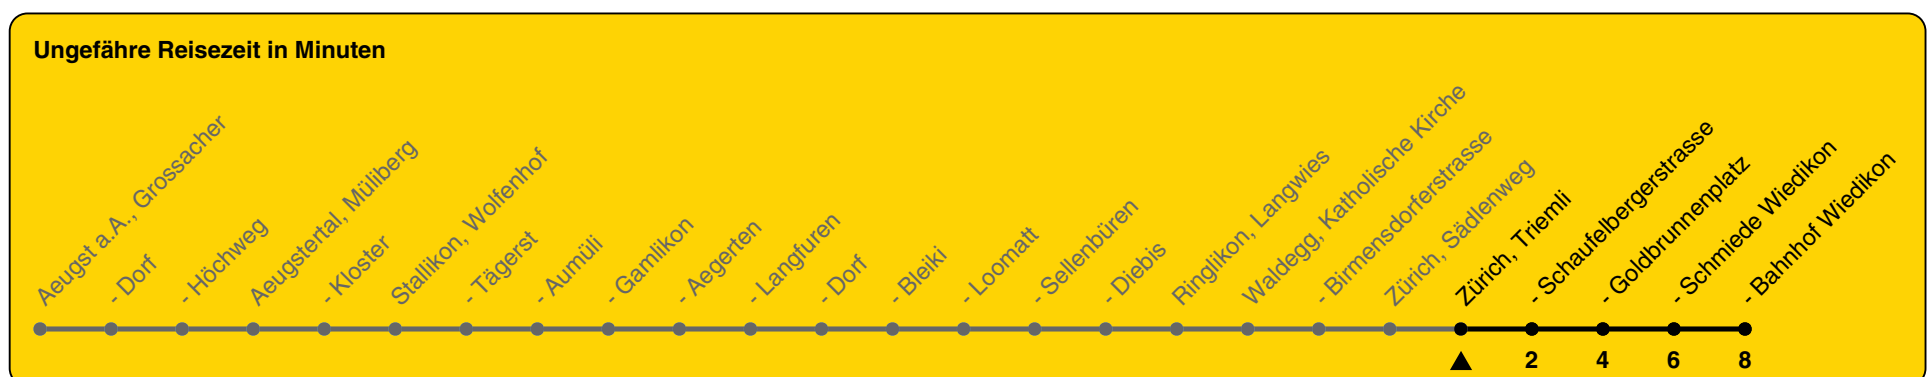 Ungefähre Reisezeit in Minuten
Aeugst a.A., Grossacher
- Dorf
- Höchweg
Aeugstertal, Müliberg
- Kloster
Stallikon, Wolfenhof
- Tägerst
- Aumüli
- Gamlikon
- Aegerten
- Langfuren
- Dorf
- Bleiki
- Loomatt
- Sellenbüren
- Diebis
Ringlikon, Langwies
Waldegg, Katholische Kirche
- Birmensdorferstrasse
Zürich, Sädlenweg
Zürich, Triemli
- Schaufelbergerstrasse
- Goldbrunnenplatz
- Schmiede Wiedikon
- Bahnhof Wiedikon
2 4 6 8